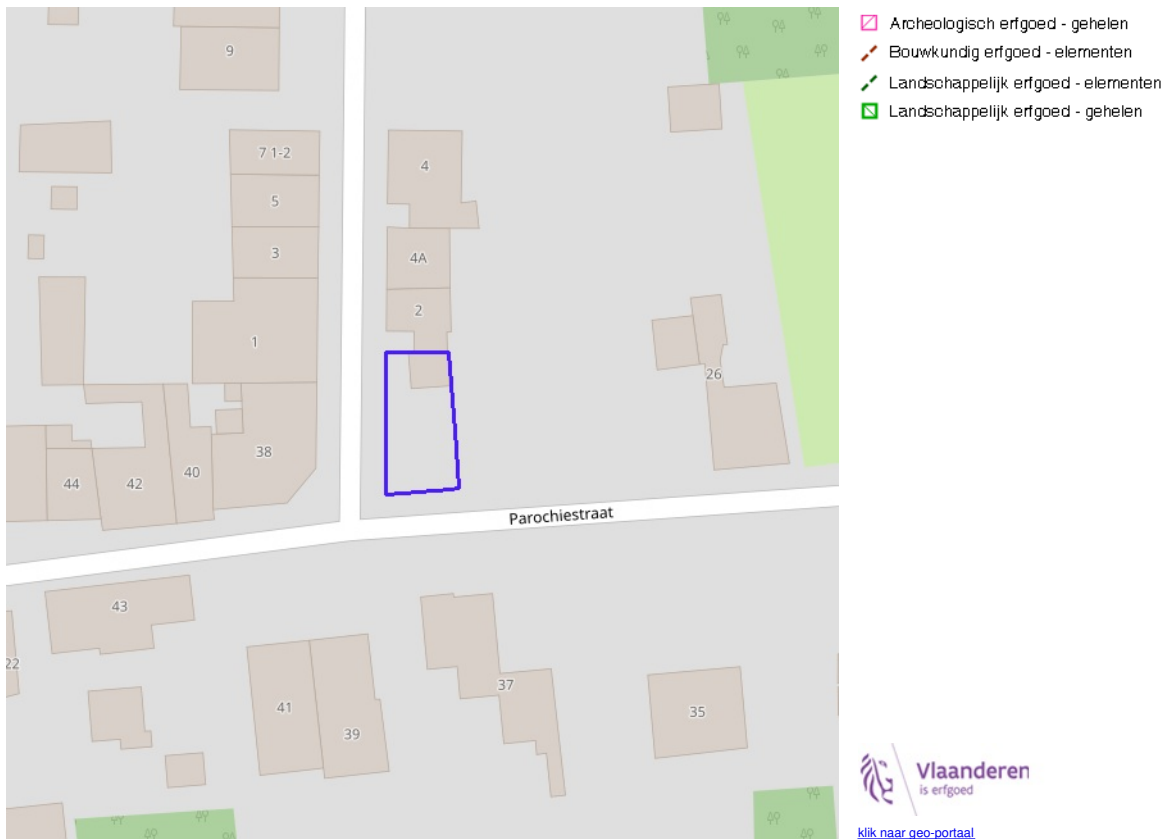 Archeologisch erfgoed - gehelen
Bouwkundig erfgoed - elementen
Landschappelijk erfgoed - elementen
Landschappelijk erfgoed - gehelen
9
7 1-2
4
5
3
4A
2
1
26
38
40
44
42
Parochiestraat
43
22
37
41
39
35
Vlaanderen
is erfgoed
klik naar geo-portaal